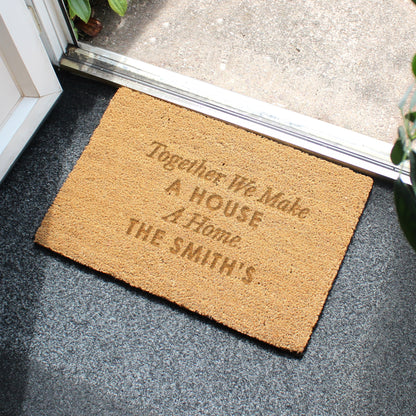 Together We Make
A HOUSE
A Home
THE SMITH'S